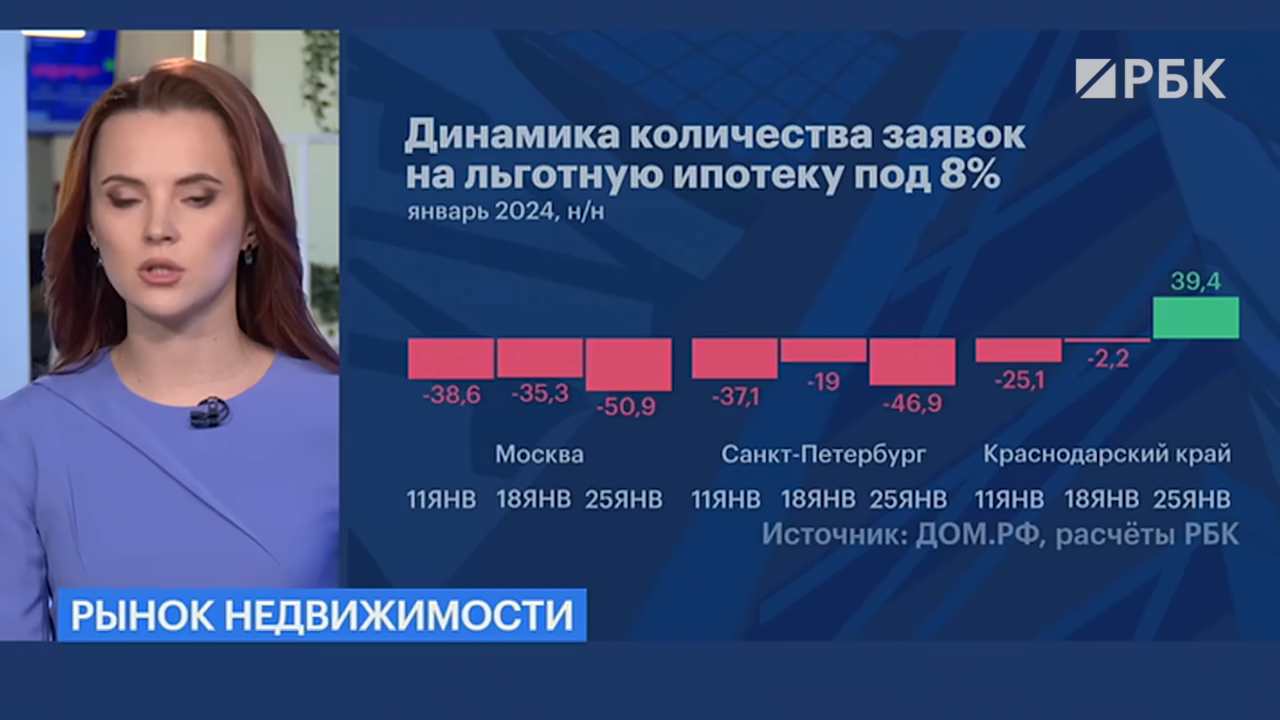 РБК
Динамика количества заявок
на льготную ипотеку под 8%
январь 2024, н/н
39,4
-38,6 -35,3 -50,9 -37,1 -19 -46,9 -25,1 -2,2
Москва Санкт-Петербург Краснодарский край
11ЯНВ 18ЯНВ 25ЯНВ 11ЯНВ 18ЯНВ 25ЯНВ 11ЯНВ 18ЯНВ 25ЯНВ
Источник: ДОМ.РФ, расчёты РБК
РЫНОК НЕДВИЖИМОСТИ